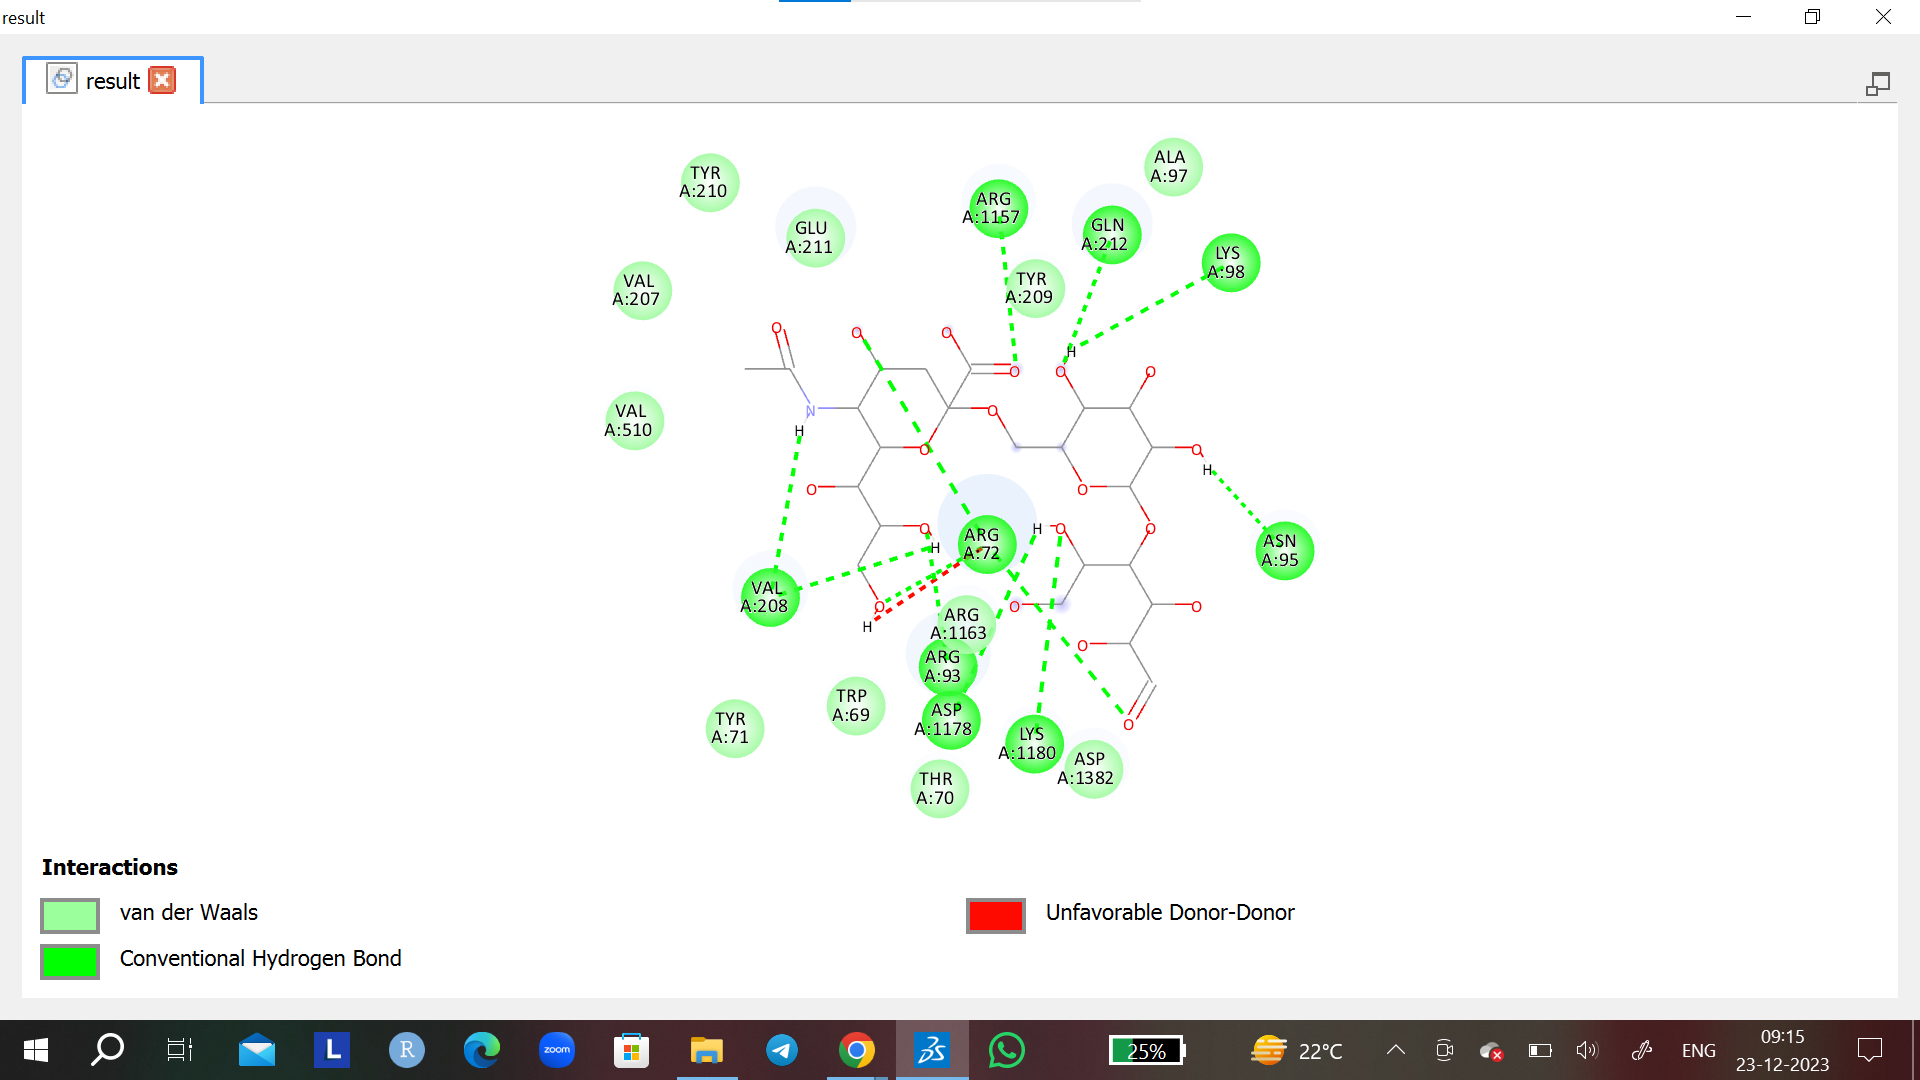 result
result
TYR
A:210
GLU
A:211
ARG
A:1157
GLN
A:212
ALA
A:97
LYS
A:98
VAL
A:207
TYR
A:209
VAL
A:510
O
O
O
O
H
O
O
N
H
O
O
O
O
H
O
O
O
H
ARG
A:72
H
O
O
ASN
A:95
VAL
A:208
O
H
ARG
A:1163
O
O
O
ARG
A:93
TRP
A:69
TYR
A:71
ASP
A:1178
LYS
A:1180
O
ASP
A:1382
THR
A:70
Interactions
van der Waals
Conventional Hydrogen Bond
Unfavorable Donor-Donor
L
R
zoom
25%
22°C
ENG
09:15
23-12-2023